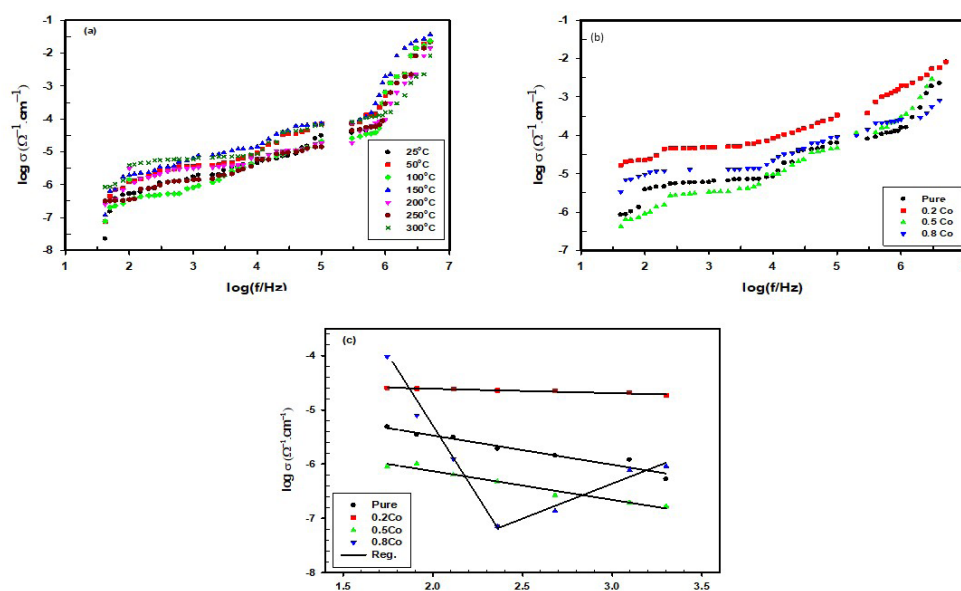 (a)
-1
-2
-3
-4
-5
-6
-7
-8
log σ (Ω⁻¹.cm⁻¹)
25°C
50°C
100°C
150°C
200°C
250°C
300°C
1 2 3 4 5 6 7
log(f/Hz)
(b)
-1
-2
-3
-4
-5
-6
-7
log σ (Ω⁻¹.cm⁻¹)
Pure
0.2 Co
0.5 Co
0.8 Co
1 2 3 4 5 6 7
log(f/Hz)
(c)
-4
-5
-6
-7
-8
log σ (Ω⁻¹.cm⁻¹)
Pure
0.2Co
0.5Co
0.8Co
Reg.
1.5 2.0 2.5 3.0 3.5